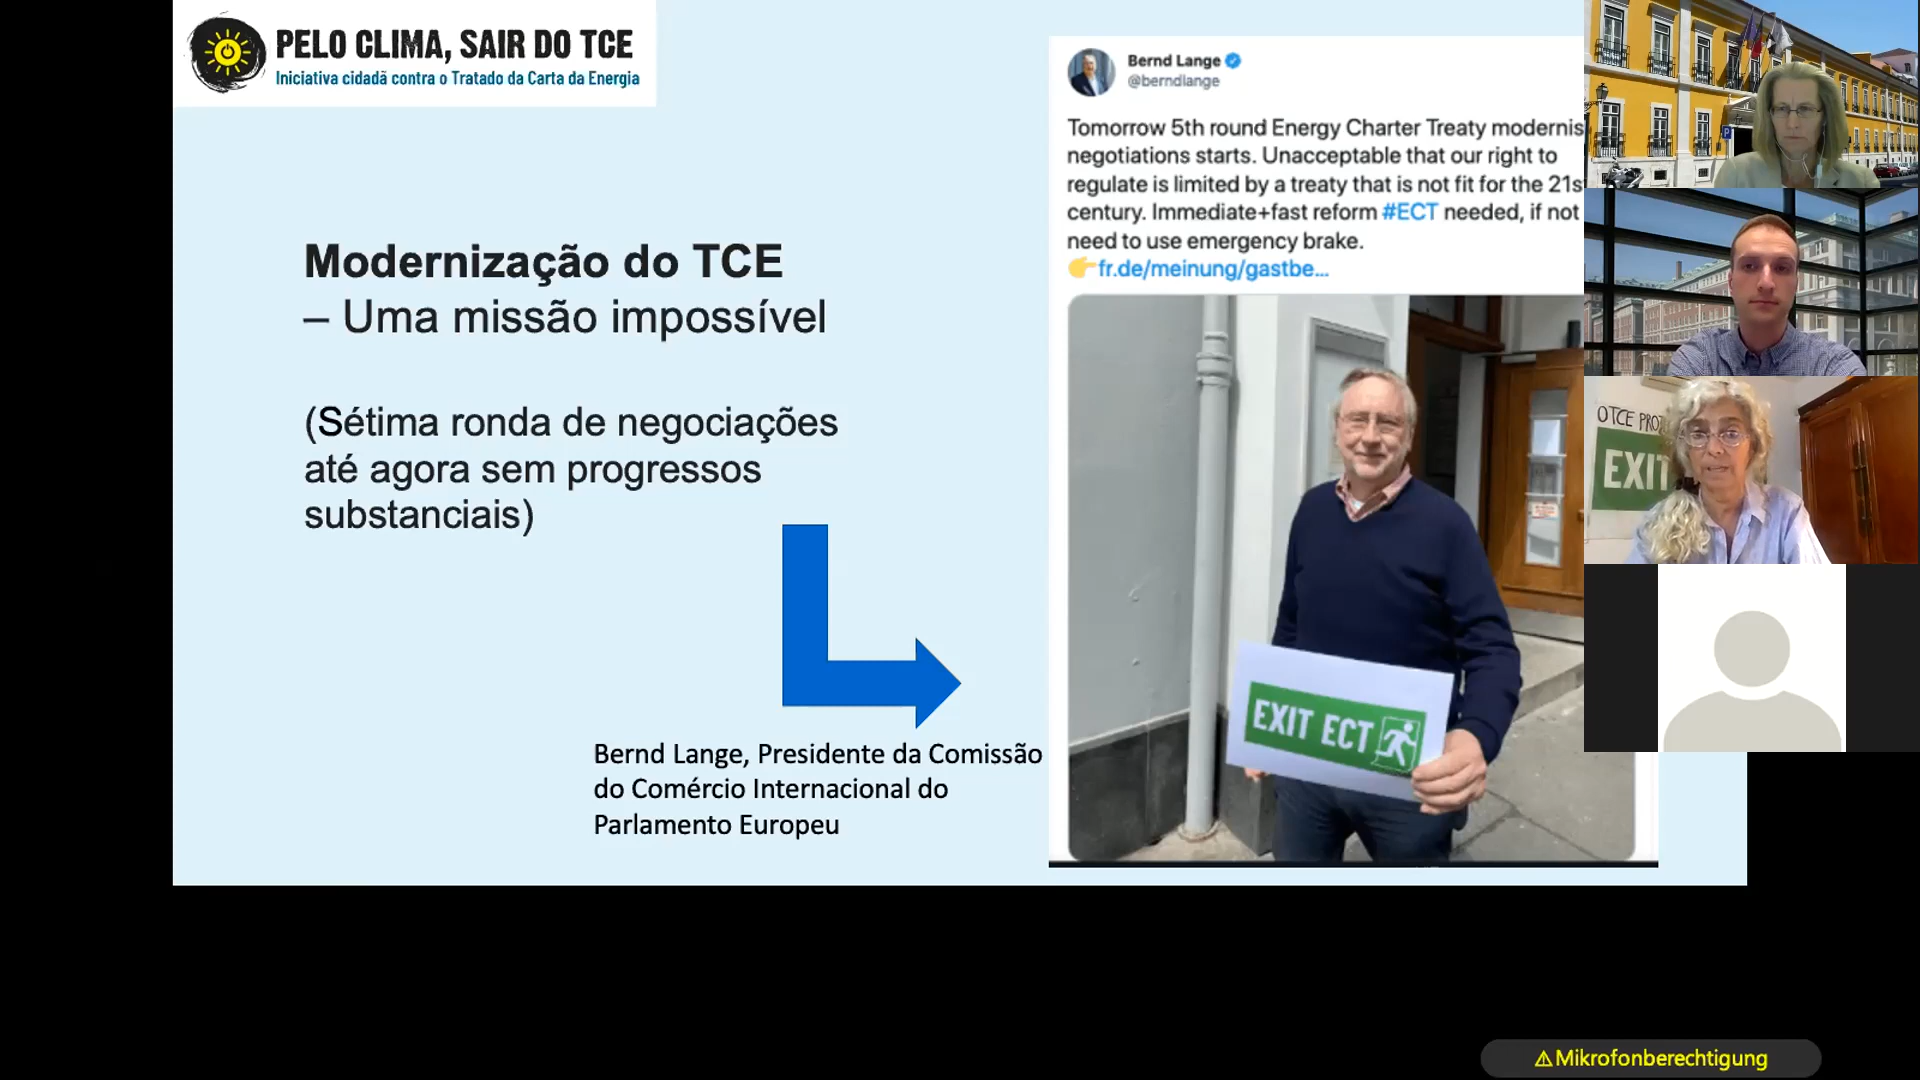 PELO CLIMA, SAIR DO TCE
Iniciativa cidadã contra o Tratado da Carta da Energia
Modernização do TCE
– Uma missão impossível
(Sétima ronda de negociações
até agora sem progressos
substanciais)
Bernd Lange, Presidente da Comissão
do Comércio Internacional do
Parlamento Europeu
Bernd Lange
@berndlange
Tomorrow 5th round Energy Charter Treaty modernis
negotiations starts. Unacceptable that our right to
regulate is limited by a treaty that is not fit for the 21s
century. Immediate+fast reform #ECT needed, if not
need to use emergency brake.
👉fr.de/meinung/gastbe...
EXIT ECT
P
OTCE PRO
EXIT
⚠Mikrofonberechtigung